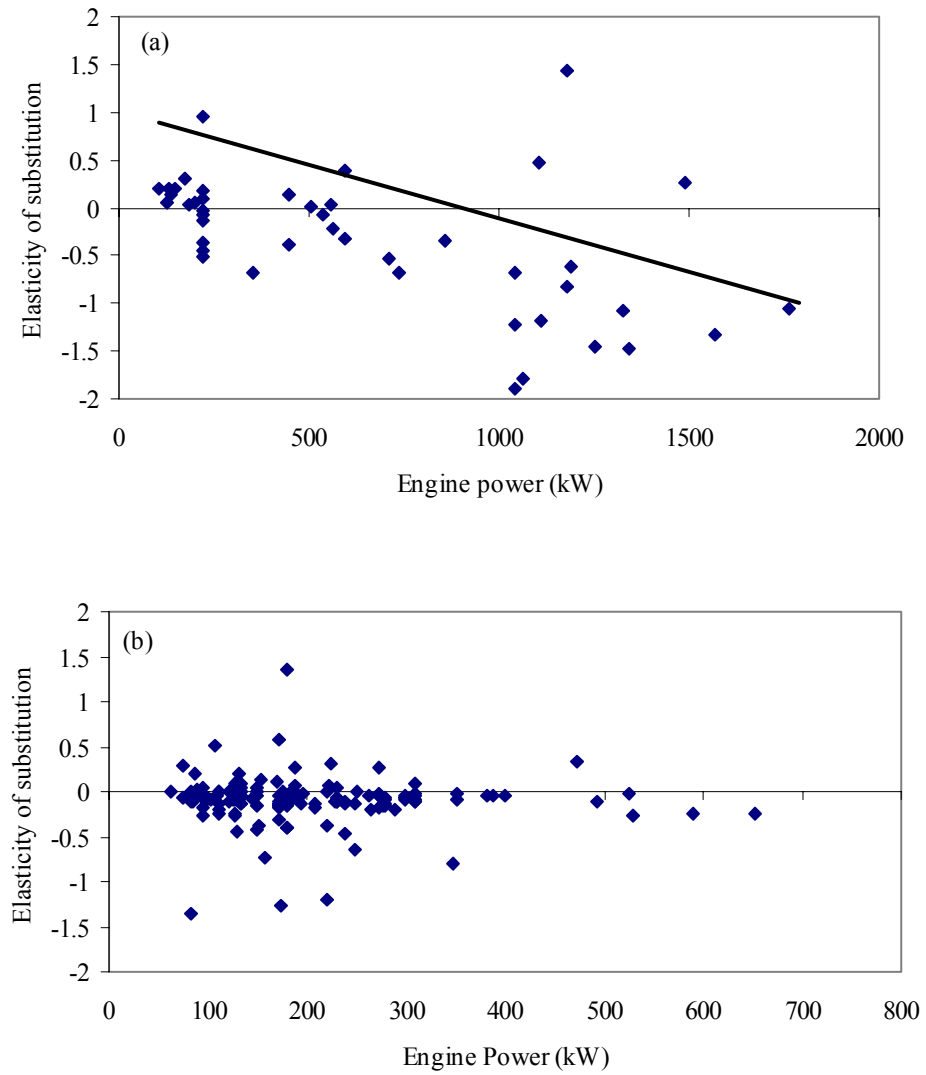 (a)
Elasticity of substitution
2
1.5
1
0.5
0
-0.5
-1
-1.5
-2
0 500 1000 1500 2000
Engine power (kW)
(b)
Elasticity of substitution
2
1.5
1
0.5
0
-0.5
-1
-1.5
-2
0 100 200 300 400 500 600 700 800
Engine Power (kW)